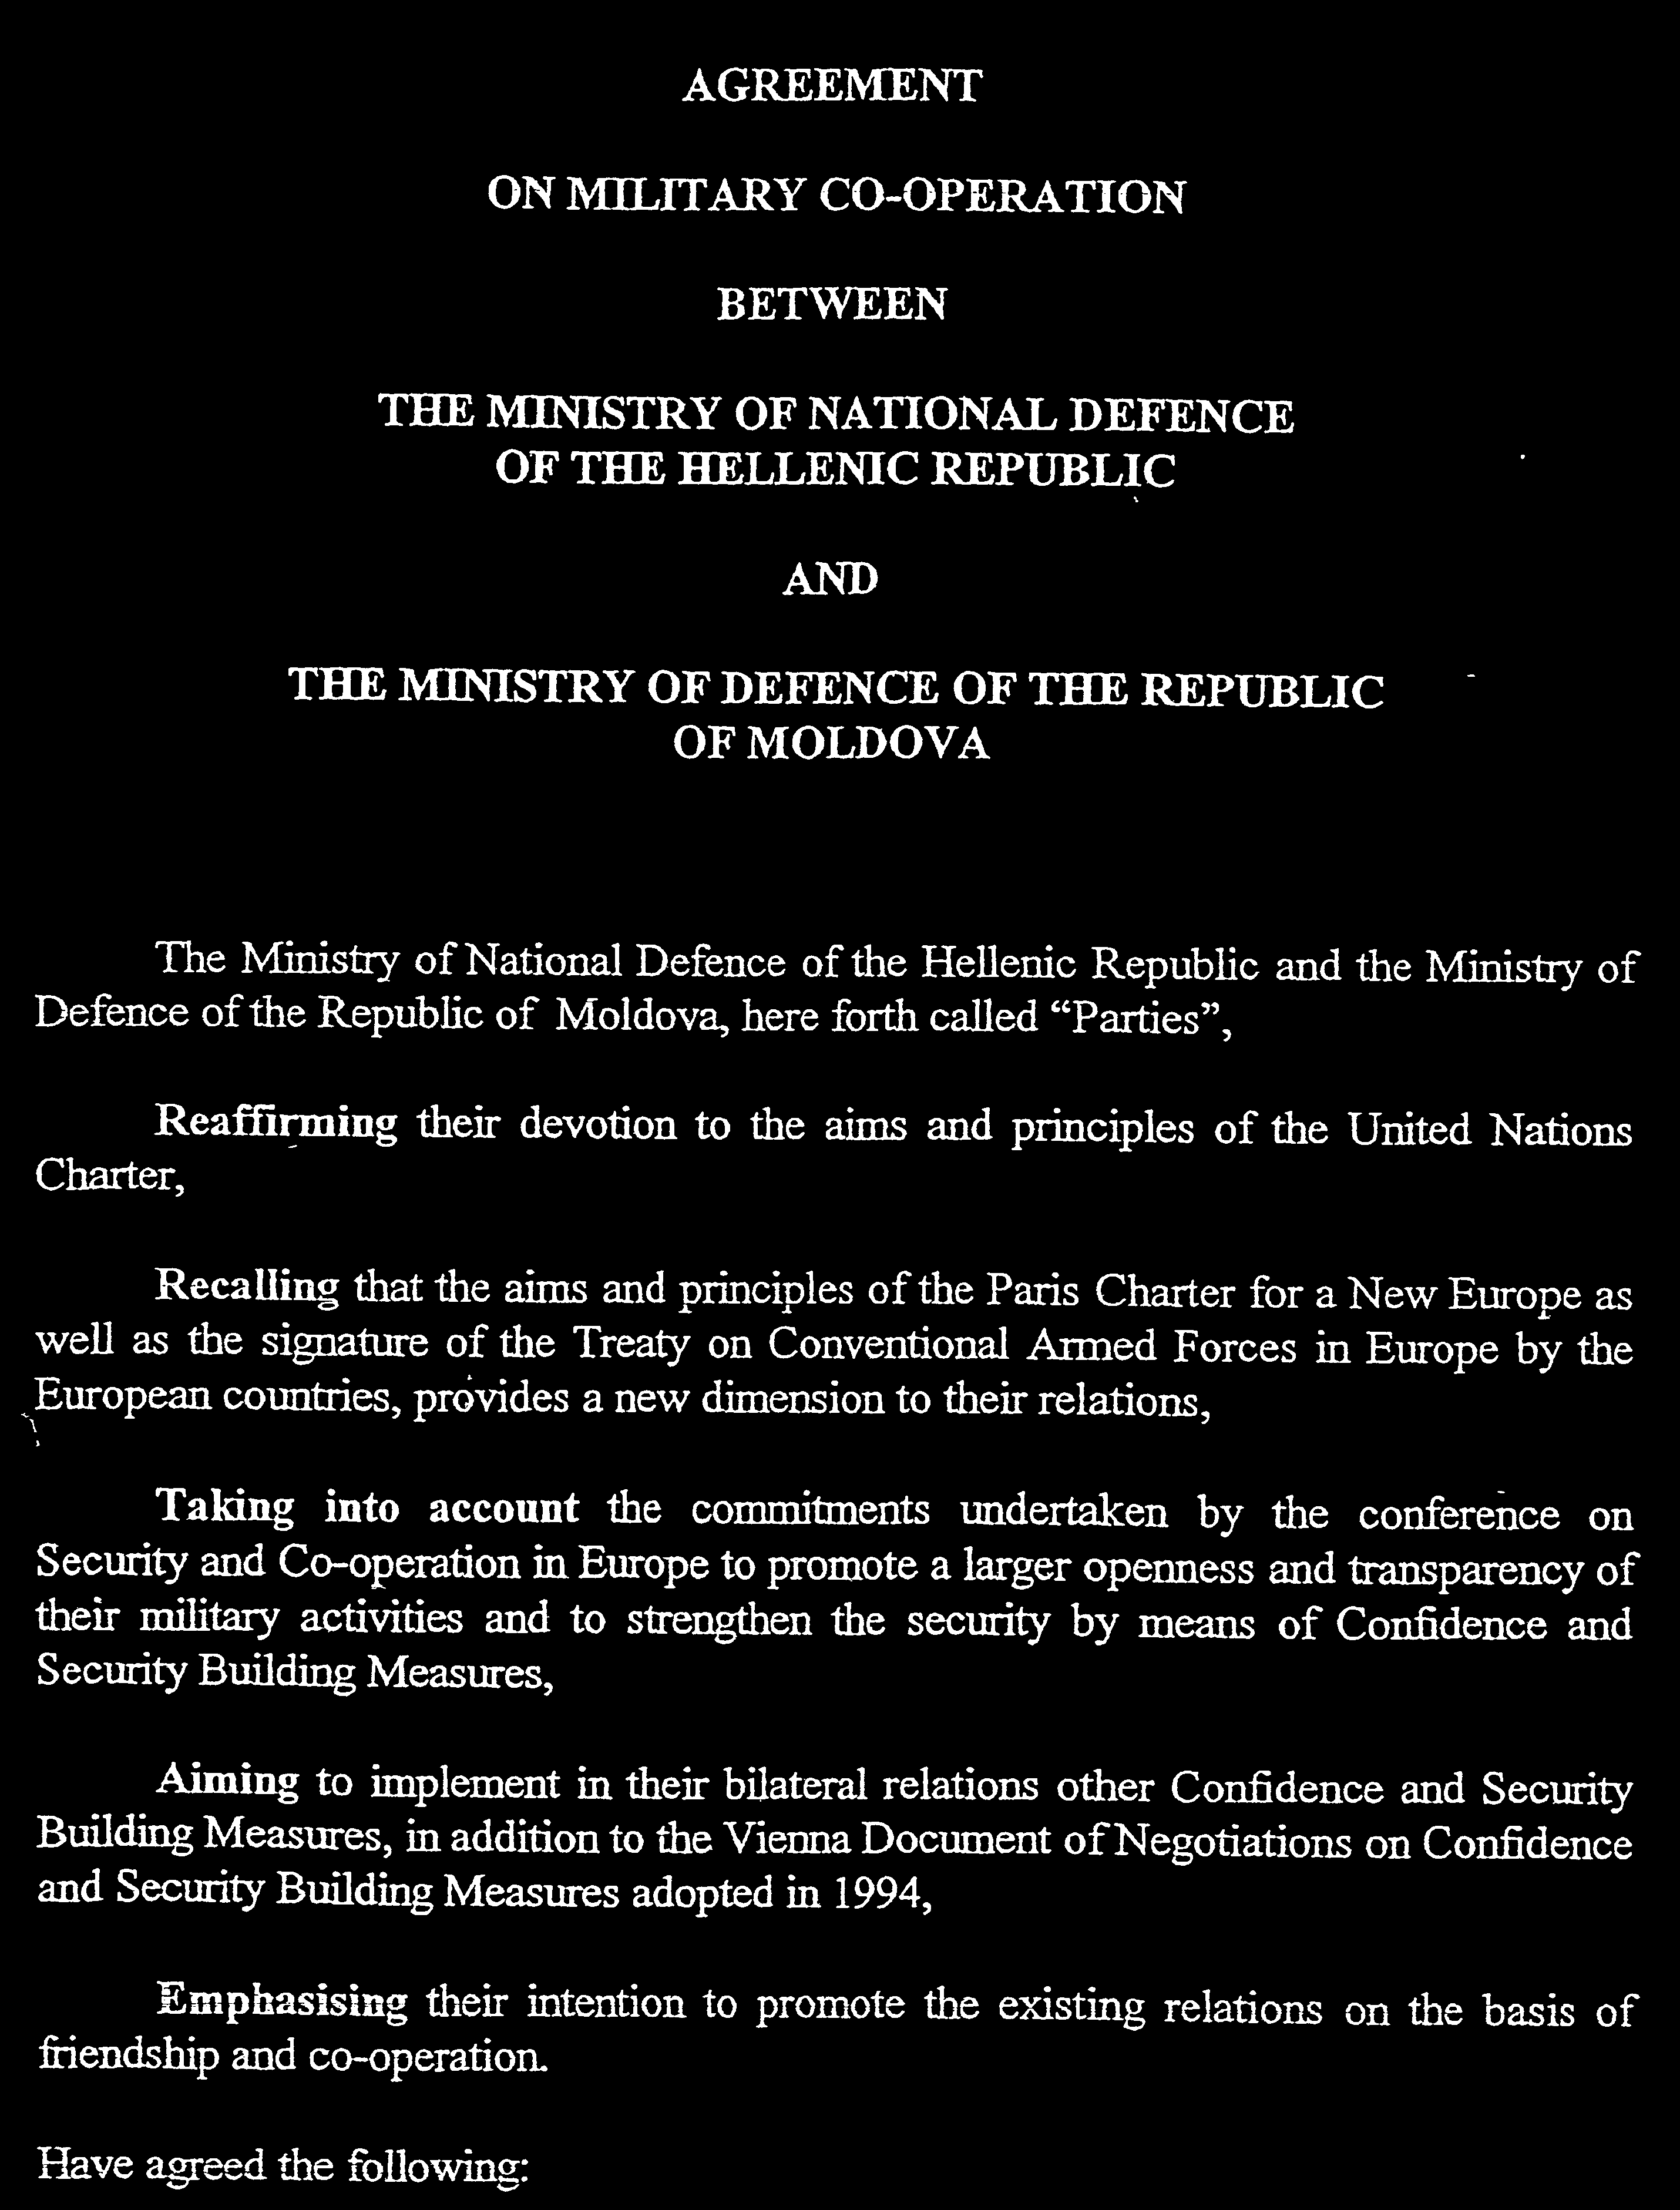 AGREEMENT
ON MILITARY CO-OPERATION
BETWEEN
THE MINISTRY OF NATIONAL DEFENCE
OF THE HELLENIC REPUBLIC
AND
THE MINISTRY OF DEFENCE OF THE REPUBLIC
OF MOLDOVA
The Ministry of National Defence of the Hellenic Republic and the Ministry of
Defence of the Republic of Moldova, here forth called “Parties”,
Reaffirming their devotion to the aims and principles of the United Nations
Charter,
Recalling that the aims and principles of the Paris Charter for a New Europe as
well as the signature of the Treaty on Conventional Armed Forces in Europe by the
European countries, provides a new dimension to their relations,
Taking into account the commitments undertaken by the conference on
Security and Co-operation in Europe to promote a larger openness and transparency of
their military activities and to strengthen the security by means of Confidence and
Security Building Measures,
Aiming to implement in their bilateral relations other Confidence and Security
Building Measures, in addition to the Vienna Document of Negotiations on Confidence
and Security Building Measures adopted in 1994,
Emphasising their intention to promote the existing relations on the basis of
friendship and co-operation.
Have agreed the following: